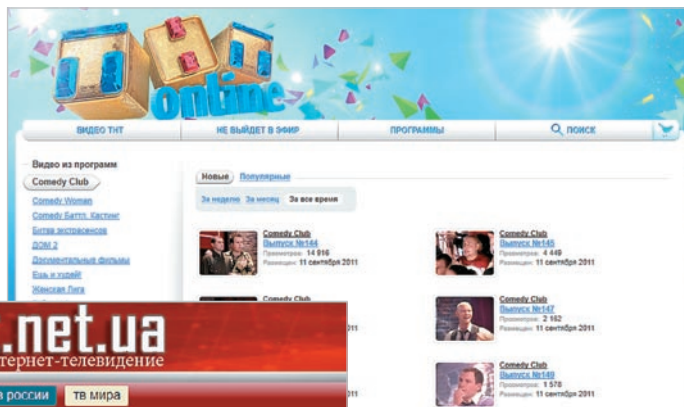 ТНТ
online
ВИДЕО ТНТ
НЕ ВЫЙДЕТ В ЭФИР
ПРОГРАММЫ
ПОИСК
Видео из программ
Comedy Club
Comedy Woman
Comedy Баттл. Кастинг
Битва экстрасенсов
ДОМ 2
Документальные фильмы
Ешь и худей!
Женская Лига
Новые
Популярные
За неделю
За месяц
За все время
Comedy Club
Выпуск №144
Просмотров: 14 916
Размещен: 11 сентября 2011
Comedy Club
Выпуск №145
Просмотров: 4 449
Размещен: 11 сентября 2011
011
Comedy Club
Выпуск №147
Просмотров: 2 162
Размещен: 11 сентября 2011
011
Comedy Club
Выпуск №149
Просмотров: 1 578
Размещен: 11 сентября 2011
.net.ua
тернет-телевидение
в россии
тв мира